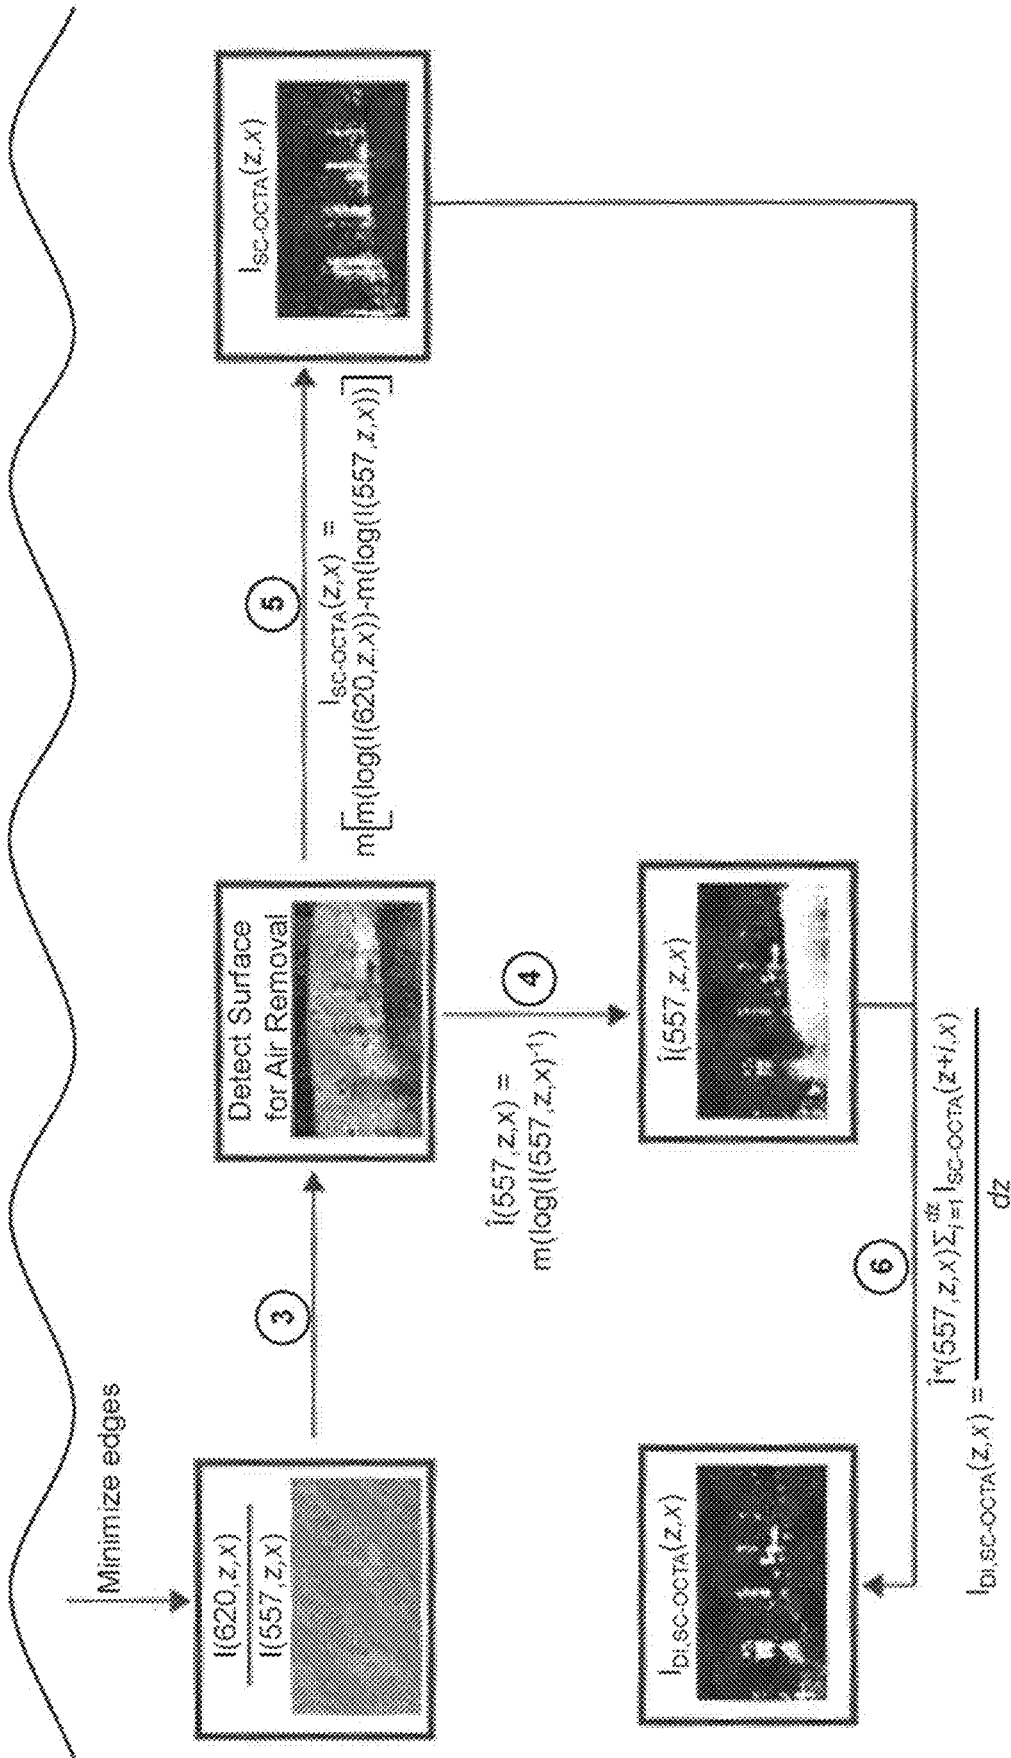 Minimize edges
I(620,z,x)
I(557,z,x)
3
Detect Surface
for Air Removal
5
I_SC-OCTA(z,x) =
m[m(log(I(620,z,x))-m(log(I(557,z,x))]
I_SC-OCTA(z,x)
4
Î(557,z,x) =
m(log(I(557,z,x)⁻¹)
Î(557,z,x)
6
I_DI,SC-OCTA(z,x) =
Î*(557,z,x)Σ_i=1^dz I_SC-OCTA(z+i,x)
dz
I_DI,SC-OCTA(z,x)